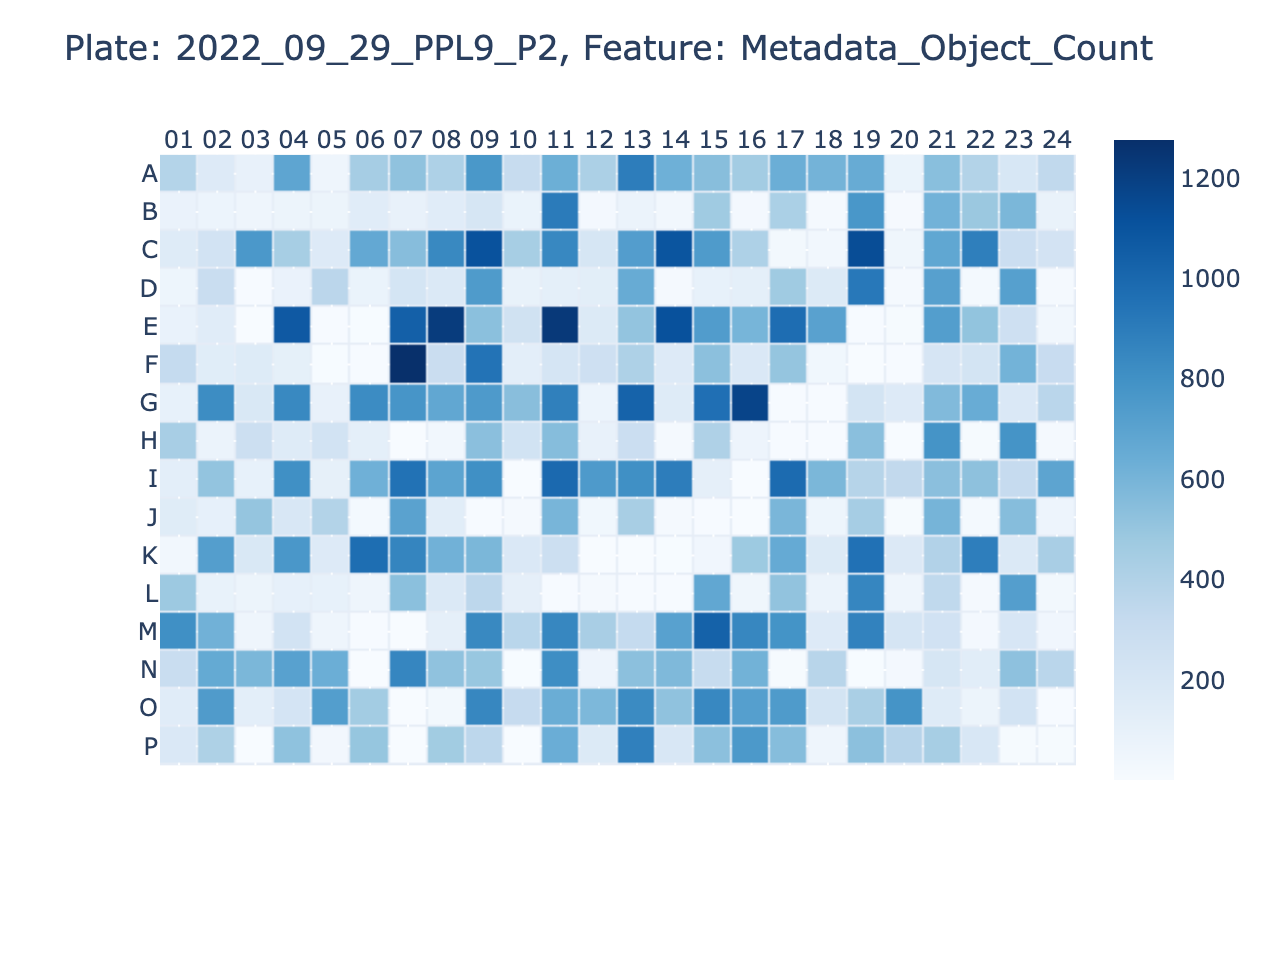 Plate: 2022_09_29_PPL9_P2, Feature: Metadata_Object_Count
01 02 03 04 05 06 07 08 09 10 11 12 13 14 15 16 17 18 19 20 21 22 23 24
A
B
C
D
E
F
G
H
I
J
K
L
M
N
O
P
1200
1000
800
600
400
200